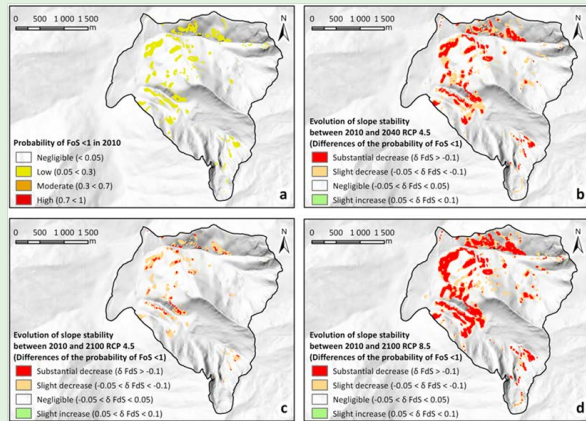 0 500 1 000 1 500
m
N
Probability of FoS <1 in 2010
Negligible (< 0.05)
Low (0.05 < 0.3)
Moderate (0.3 < 0.7)
High (0.7 < 1)
a
0 500 1 000 1 500
m
N
Evolution of slope stability
between 2010 and 2040 RCP 4.5
(Differences of the probability of FoS <1)
Substantial decrease (δ FdS > -0.1)
Slight decrease (-0.05 < δ FdS < -0.1)
Negligible (-0.05 < δ FdS < 0.05)
Slight increase (0.05 < δ FdS < 0.1)
b
0 500 1 000 1 500
m
N
Evolution of slope stability
between 2010 and 2100 RCP 4.5
(Differences of the probability of FoS <1)
Substantial decrease (δ FdS > -0.1)
Slight decrease (-0.05 < δ FdS < -0.1)
Negligible (-0.05 < δ FdS < 0.05)
Slight increase (0.05 < δ FdS < 0.1)
c
0 500 1 000 1 500
m
N
Evolution of slope stability
between 2010 and 2100 RCP 8.5
(Differences of the probability of FoS <1)
Substantial decrease (δ FdS > -0.1)
Slight decrease (-0.05 < δ FdS < -0.1)
Negligible (-0.05 < δ FdS < 0.05)
Slight increase (0.05 < δ FdS < 0.1)
d